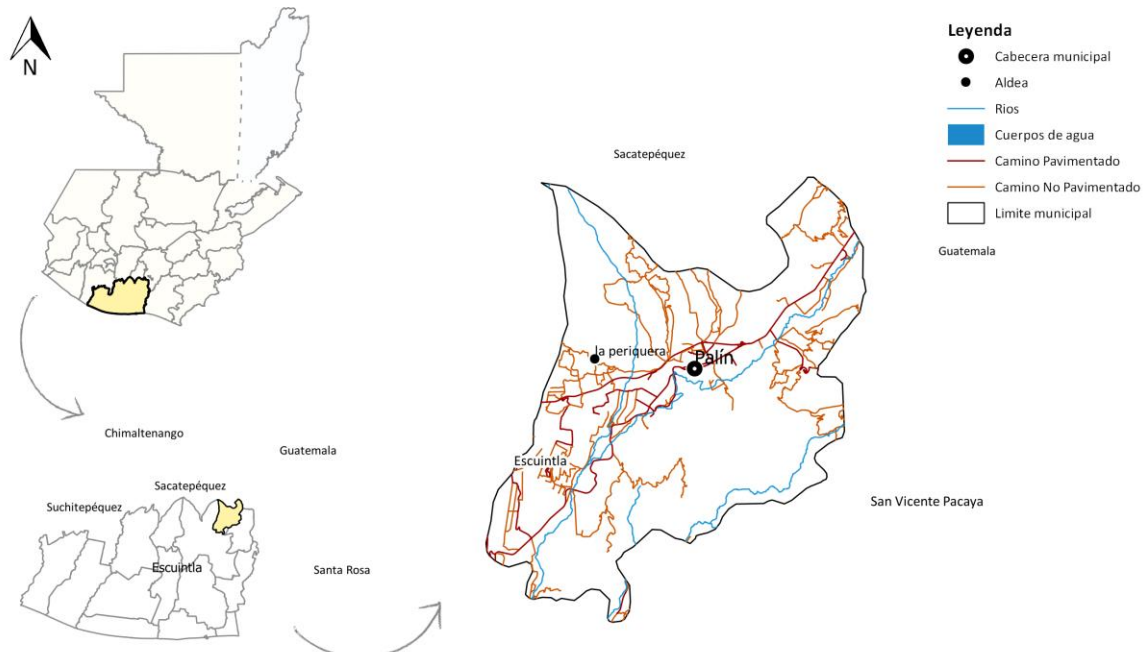 N
Leyenda
Cabecera municipal
Aldea
Rios
Cuerpos de agua
Camino Pavimentado
Camino No Pavimentado
Limite municipal
Sacatepéquez
Guatemala
la periquera
Palín
Escuintla
San Vicente Pacaya
Chimaltenango
Guatemala
Sacatepéquez
Suchitepéquez
Escuintla
Santa Rosa